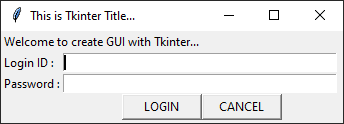 This is Tkinter Title...
Welcome to create GUI with Tkinter...
Login ID :
Password :
LOGIN CANCEL